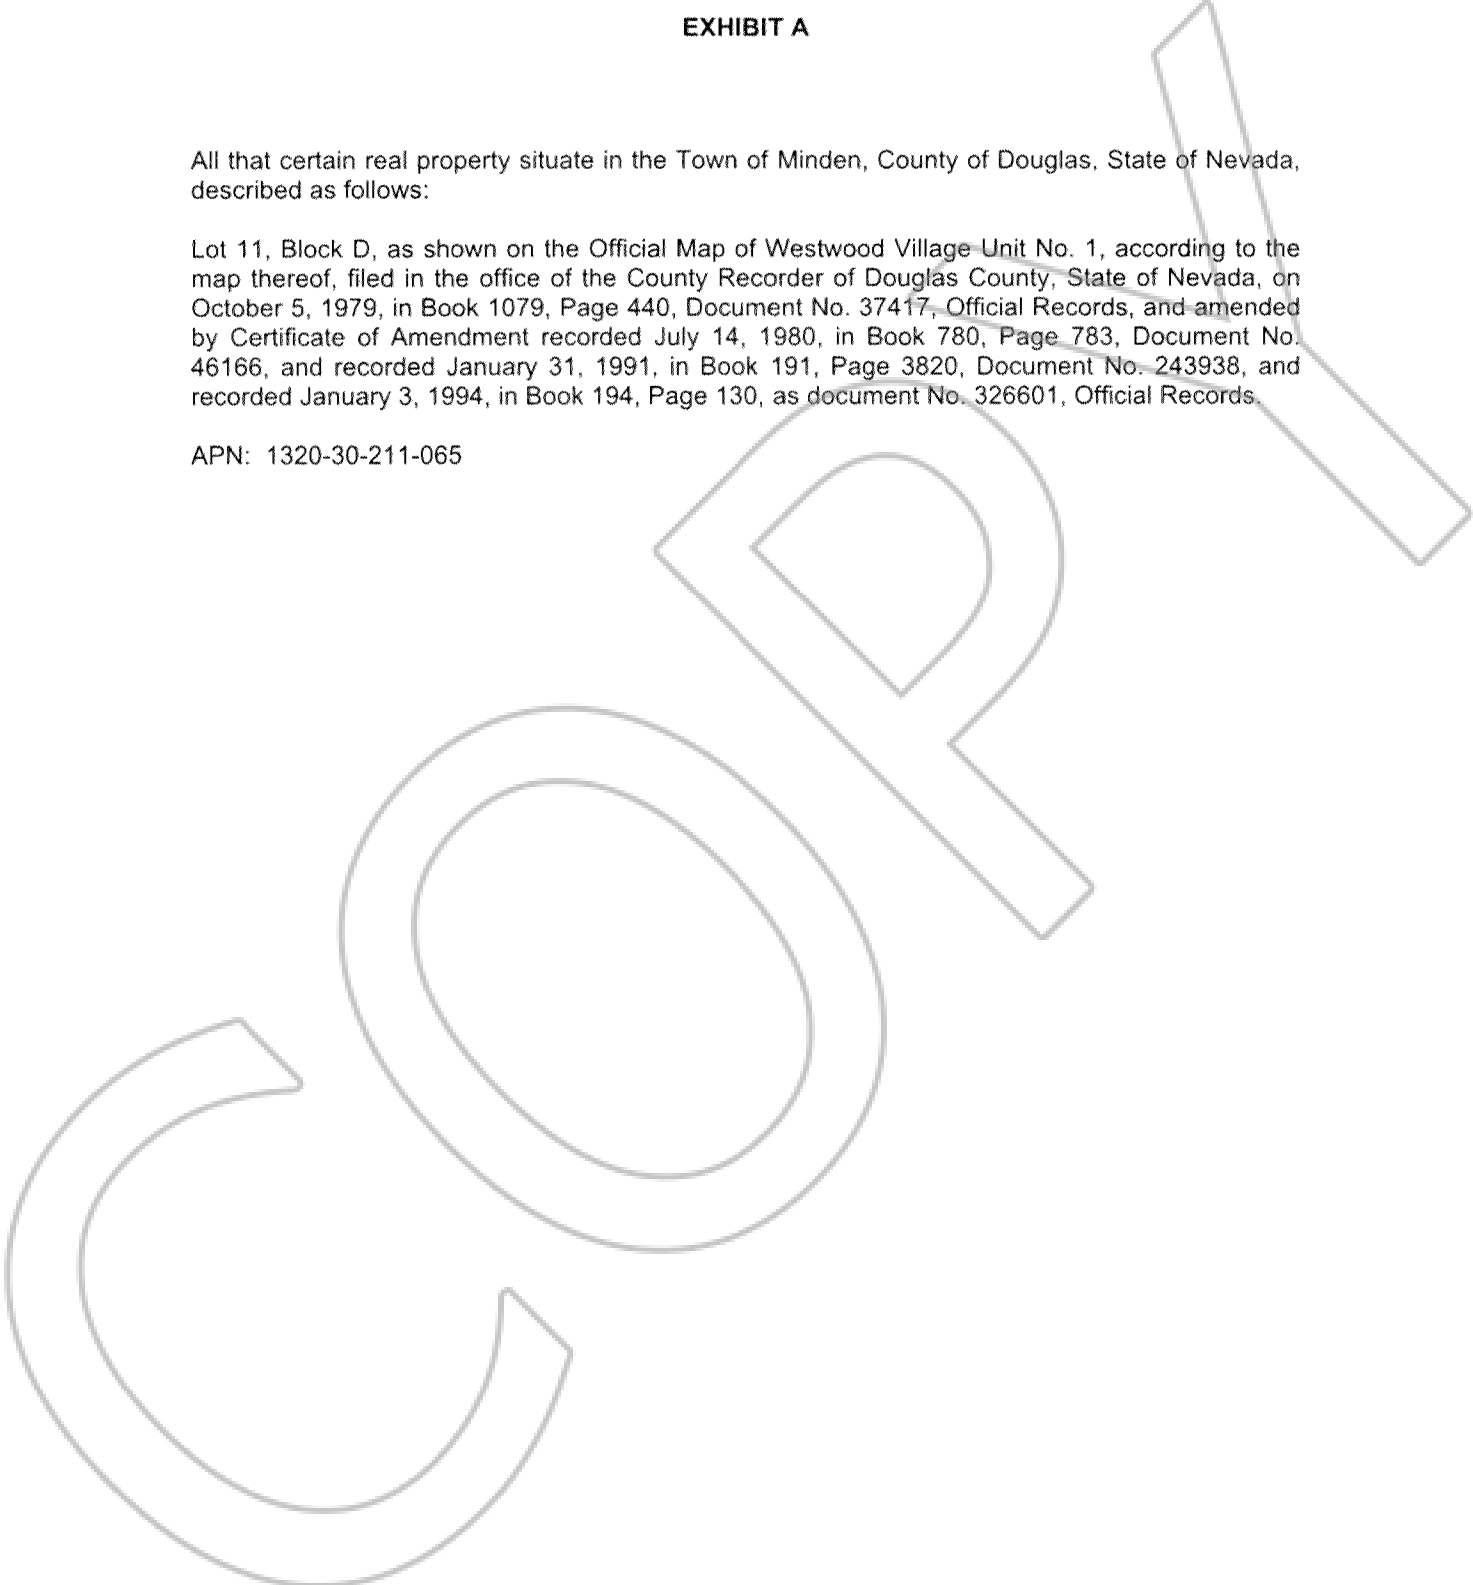 EXHIBIT A
All that certain real property situate in the Town of Minden, County of Douglas, State of Nevada,
described as follows:
Lot 11, Block D, as shown on the Official Map of Westwood Village Unit No. 1, according to the
map thereof, filed in the office of the County Recorder of Douglas County, State of Nevada, on
October 5, 1979, in Book 1079, Page 440, Document No. 37417, Official Records, and amended
by Certificate of Amendment recorded July 14, 1980, in Book 780, Page 783, Document No.
46166, and recorded January 31, 1991, in Book 191, Page 3820, Document No. 243938, and
recorded January 3, 1994, in Book 194, Page 130, as document No. 326601, Official Records.
APN: 1320-30-211-065
COPY